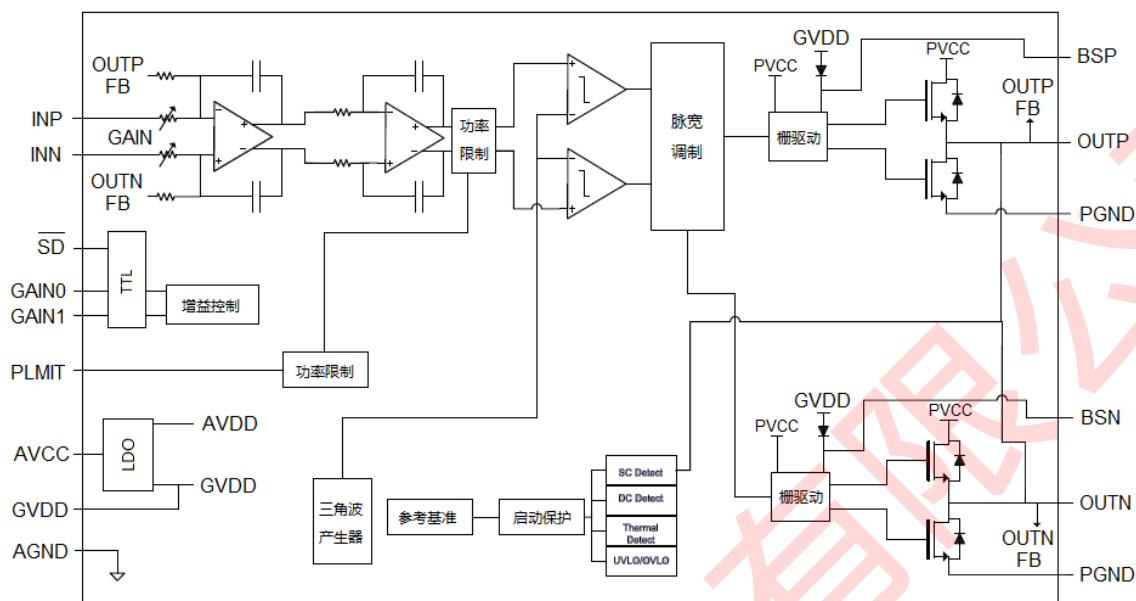 OUTP
FB
INP
GAIN
INN
OUTN
FB
SD
GAIN0
GAIN1
TTL
增益控制
PLMIT
功率限制
功率
限制
脉宽
调制
GVDD
PVCC
栅驱动
PVCC
BSP
OUTP
FB
OUTP
PGND
AVCC
LDO
AVDD
GVDD
GVDD
AGND
三角波
产生器
参考基准
启动保护
SC Detect
DC Detect
Thermal
Detect
UVLO/OVLO
GVDD
PVCC
栅驱动
PVCC
BSN
OUTN
OUTN
FB
PGND
有限公